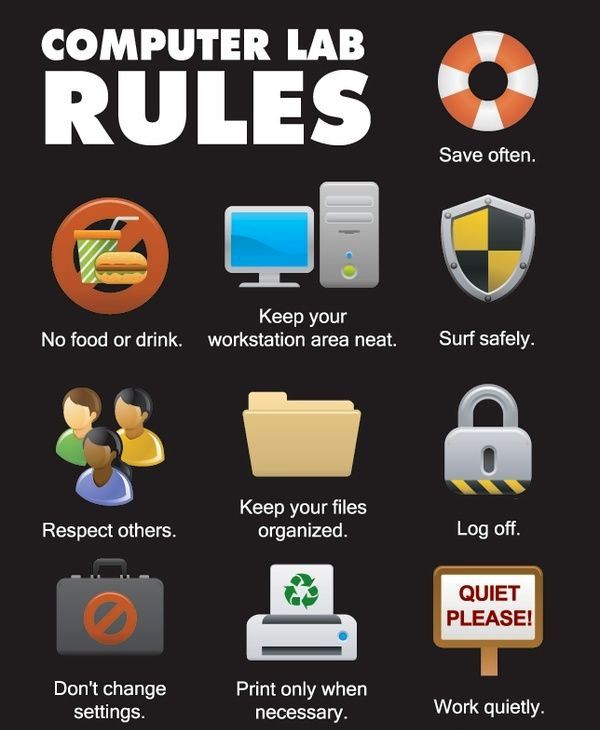 COMPUTER LAB
RULES
Save often.
No food or drink.
Keep your
workstation area neat.
Surf safely.
Respect others.
Keep your files
organized.
Log off.
Don't change
settings.
Print only when
necessary.
QUIET
PLEASE!
Work quietly.